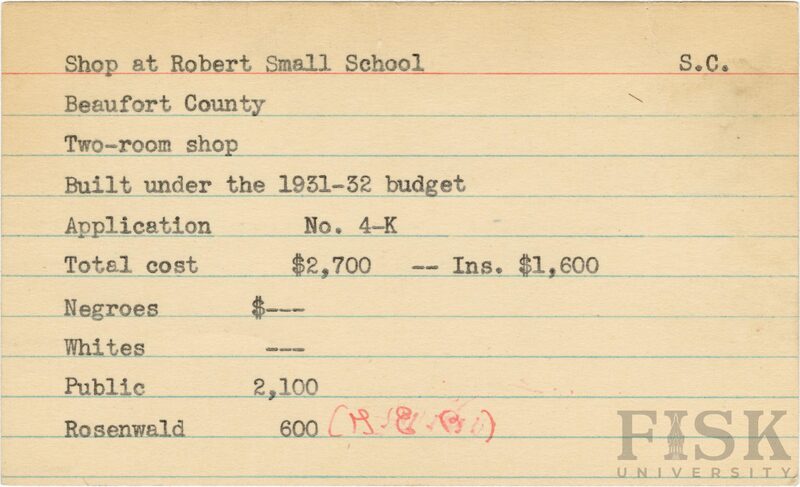 Shop at Robert Small School S.C.
Beaufort County
Two-room shop
Built under the 1931-32 budget
Application No. 4-K
Total cost $2,700 -- Ins. $1,600
Negroes $---
Whites ---
Public 2,100
Rosenwald 600
FISK
UNIVERSITY